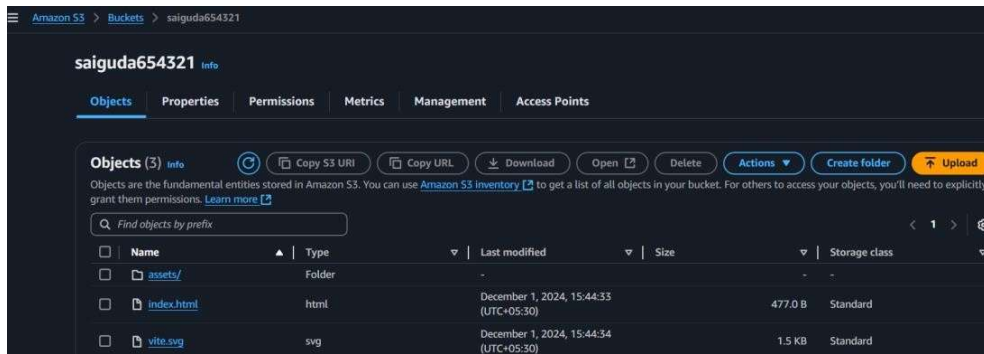 Amazon S3 > Buckets > saiguda654321
saiguda654321 Info
Objects Properties Permissions Metrics Management Access Points
Objects (3) Info Copy S3 URI Copy URL Download Open Delete Actions ▼ Create folder Upload
Objects are the fundamental entities stored in Amazon S3. You can use Amazon S3 inventory to get a list of all objects in your bucket. For others to access your objects, you'll need to explicitly
grant them permissions. Learn more
Find objects by prefix < 1 >
Name Type Last modified Size Storage class
assets/ Folder - - -
index.html html December 1, 2024, 15:44:33 (UTC+05:30) 477.0 B Standard
vite.svg svg December 1, 2024, 15:44:34 (UTC+05:30) 1.5 KB Standard